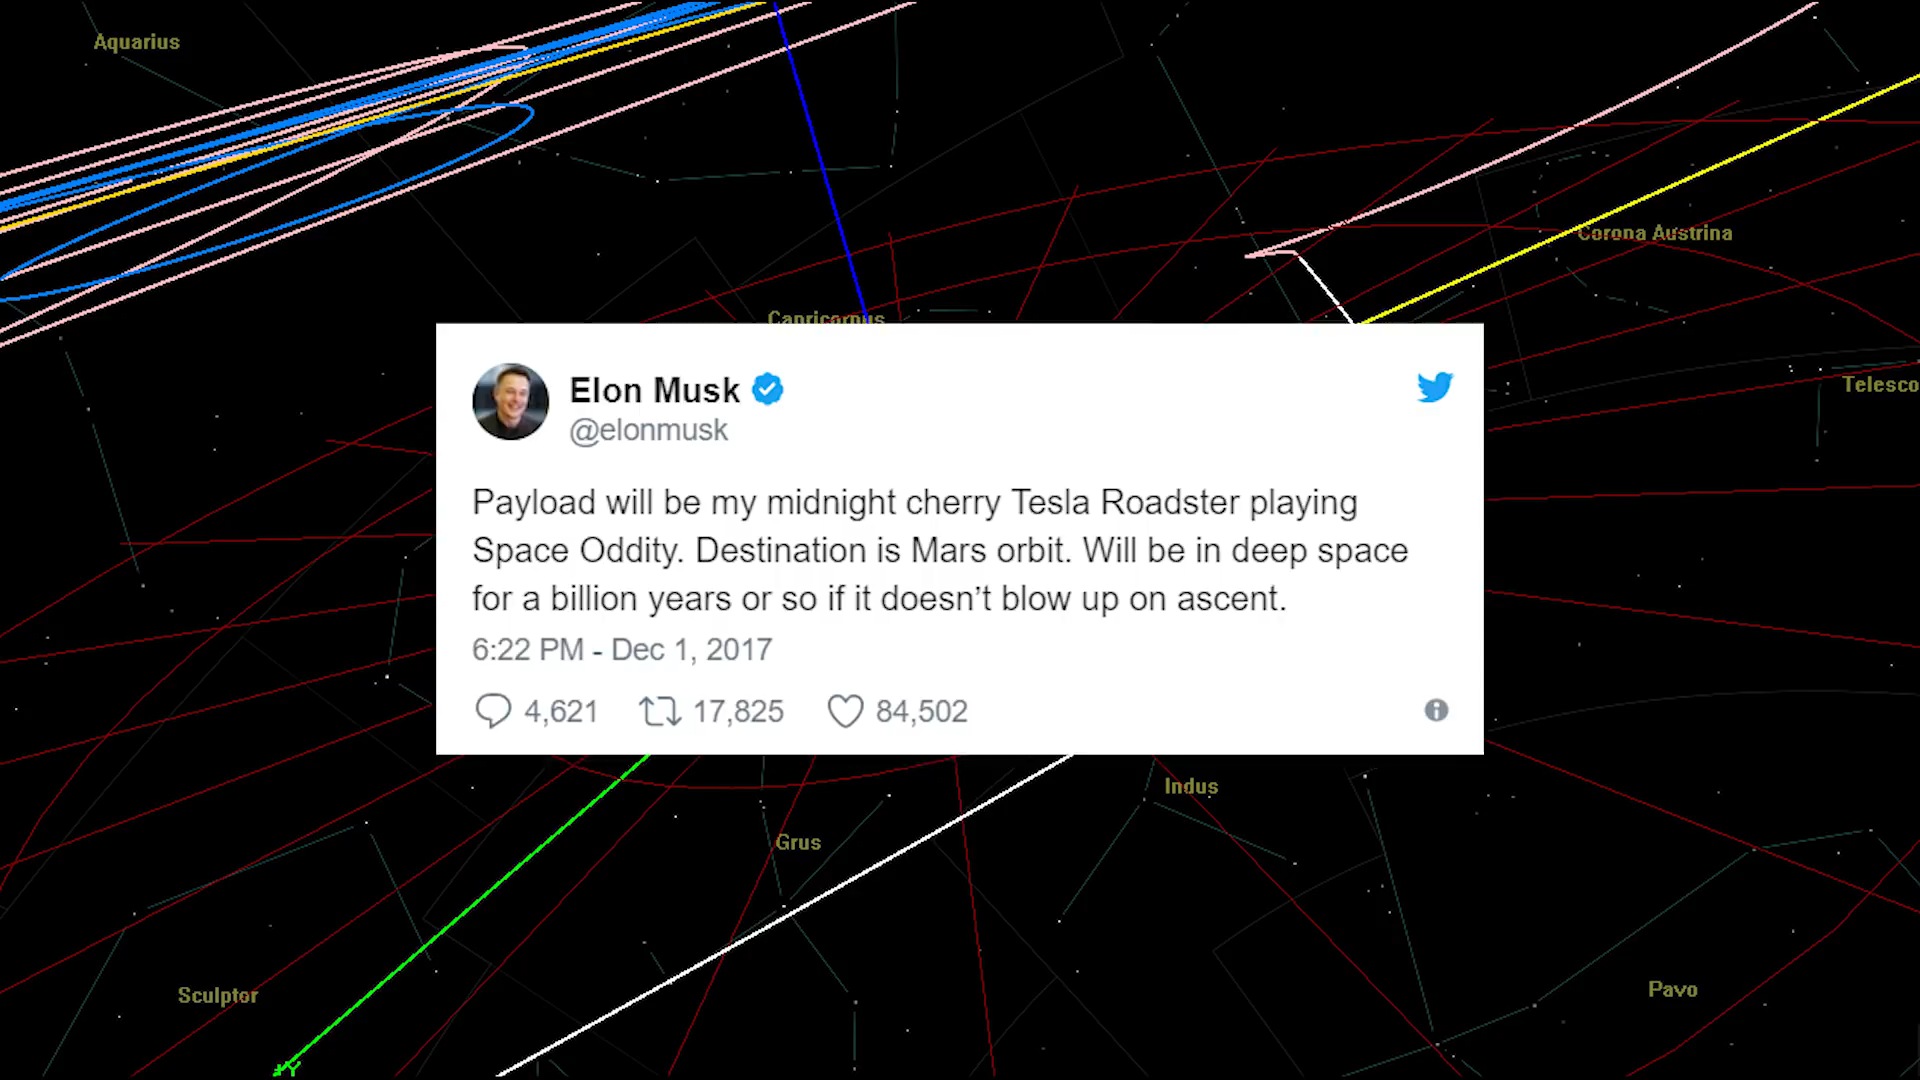 Aquarius
Corona Austrina
Capricornus
Telesco
Elon Musk
@elonmusk
Payload will be my midnight cherry Tesla Roadster playing
Space Oddity. Destination is Mars orbit. Will be in deep space
for a billion years or so if it doesn’t blow up on ascent.
6:22 PM - Dec 1, 2017
4,621 17,825 84,502
Indus
Grus
Sculptor
Pavo
+Y